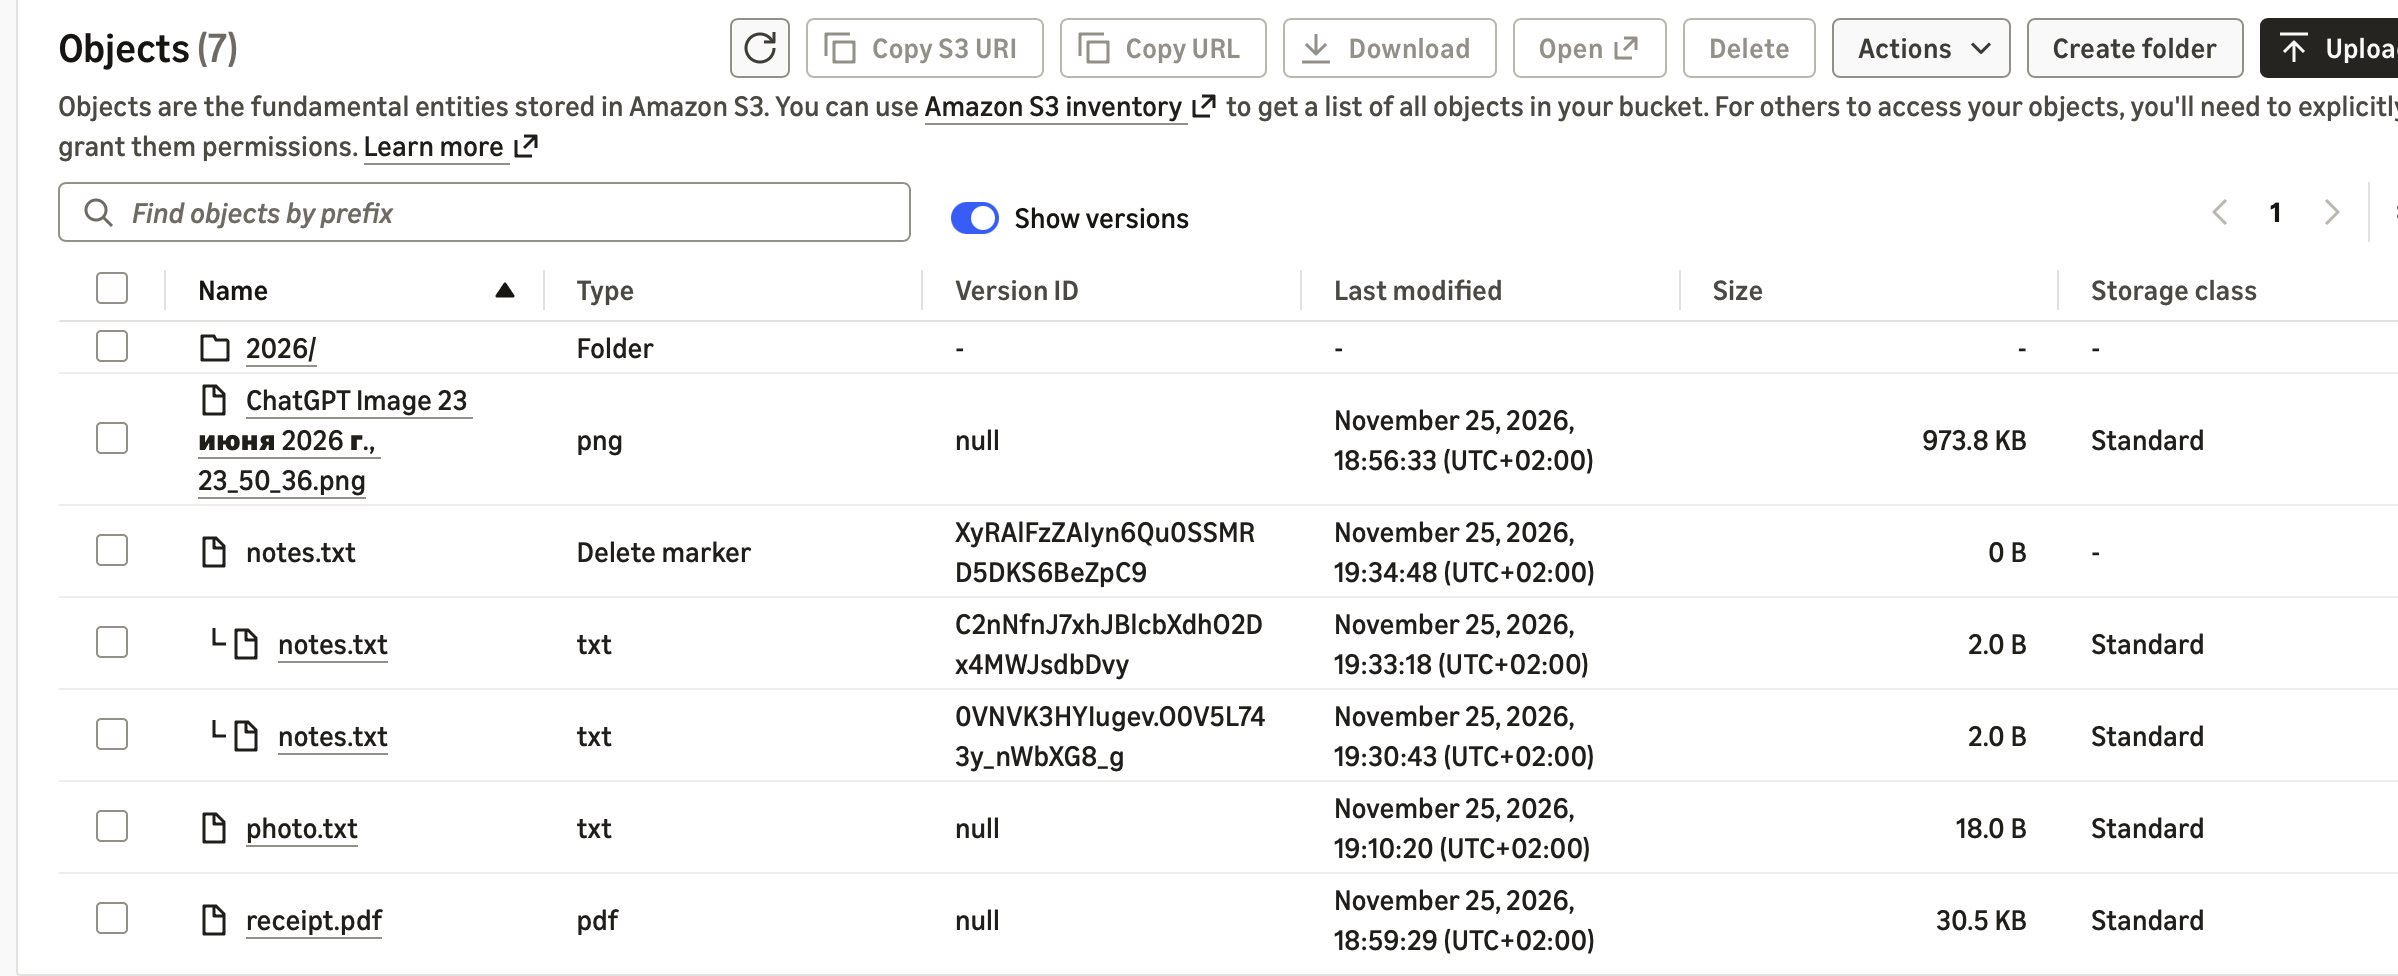 Objects (7)
Copy S3 URI
Copy URL
Download
Open
Delete
Actions
Create folder
Objects are the fundamental entities stored in Amazon S3. You can use Amazon S3 inventory to get a list of all objects in your bucket. For others to access your objects, you'll need to explicitly
grant them permissions. Learn more
Find objects by prefix
Show versions
1
Name Type Version ID Last modified Size Storage class
2026/ Folder - - - -
ChatGPT Image 23
июня 2026 г.,
23_50_36.png
png
null
November 25, 2026,
18:56:33 (UTC+02:00)
973.8 KB
Standard
notes.txt
Delete marker
XyRAlFzZAIyn6Qu0SSMR
D5DKS6BeZpC9
November 25, 2026,
19:34:48 (UTC+02:00)
0 B
-
notes.txt
txt
C2nNfnJ7xhJBlcbXdhO2D
x4MWJsdbDvy
November 25, 2026,
19:33:18 (UTC+02:00)
2.0 B
Standard
notes.txt
txt
0VNVK3HYIugev.O0V5L74
3y_nWbXG8_g
November 25, 2026,
19:30:43 (UTC+02:00)
2.0 B
Standard
photo.txt
txt
null
November 25, 2026,
19:10:20 (UTC+02:00)
18.0 B
Standard
receipt.pdf
pdf
null
November 25, 2026,
18:59:29 (UTC+02:00)
30.5 KB
Standard